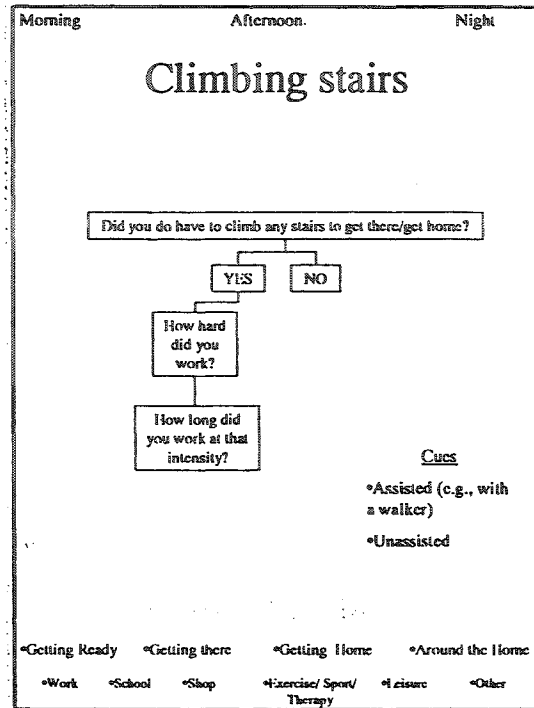 Morning Afternoon. Night
Climbing stairs
Did you do have to climb any stairs to get there/get home?
YES NO
How hard
did you
work?
How long did
you work at that
intensity?
Cues
•Assisted (e.g., with
a walker)
•Unassisted
•Getting Ready •Getting there •Getting Home •Around the Home
•Work •School •Shop •Exercise/ Sport/ •Leisure •Other
Therapy